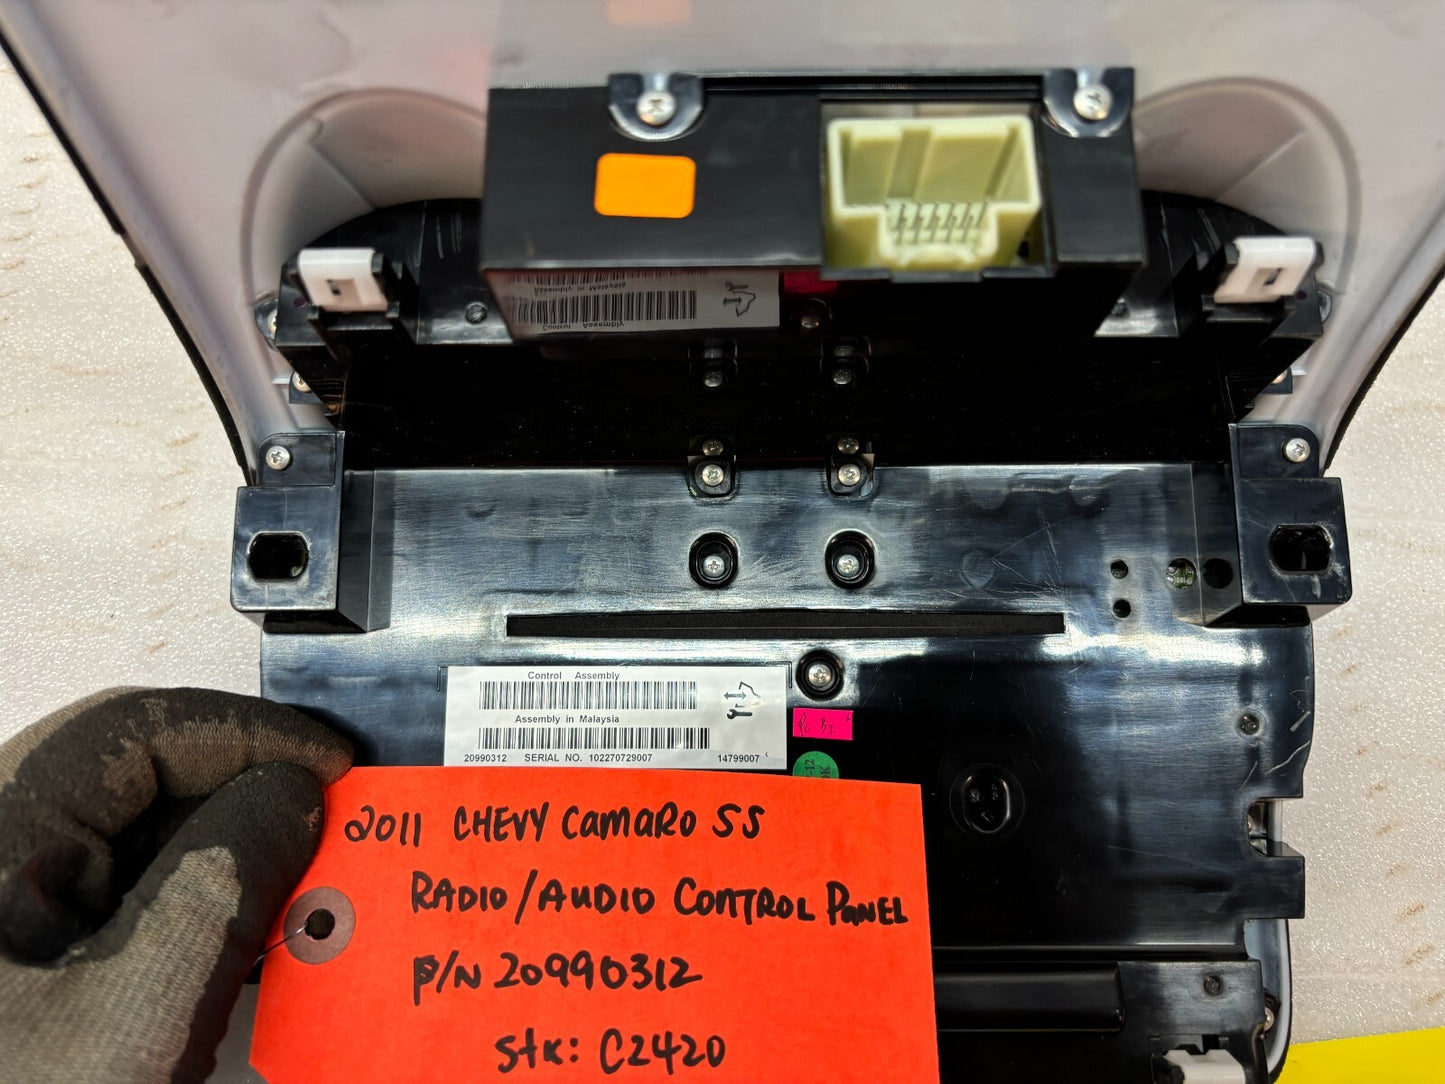 Control Assembly
Assembly in Malaysia
20990312 SERIAL NO. 102270729007 14799007
2011 CHEVY CAMARO SS
RADIO/AUDIO CONTROL PANEL
P/N 20990312
Stk: C2420